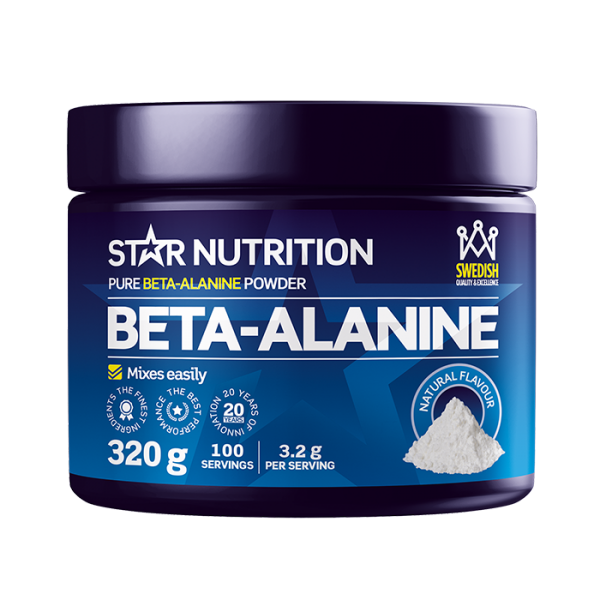 STAR NUTRITION
PURE BETA-ALANINE POWDER
SWEDISH
QUALITY & EXCELLENCE
BETA-ALANINE
Mixes easily
THE FINEST INGREDIENTS
THE BEST PERFORMANCE
20 YEARS OF INNOVATION
20
YEARS
NATURAL FLAVOUR
320 g
100
SERVINGS
3.2 g
PER SERVING